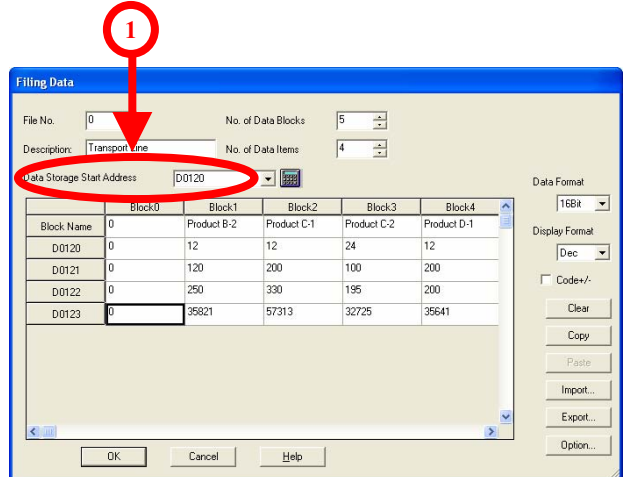 1
Filing Data
File No. 0 No. of Data Blocks 5
Description: Transport Line No. of Data Items 4
Data Storage Start Address D0120
Data Format
16Bit
Display Format
Dec
Code+/-
Block0 Block1 Block2 Block3 Block4
Block Name 0 Product B-2 Product C-1 Product C-2 Product D-1
D0120 0 12 12 24 12
D0121 0 120 200 100 200
D0122 0 250 330 195 200
D0123 0 35821 57313 32725 35641
Clear
Copy
Paste
Import...
Export...
Option...
OK Cancel Help